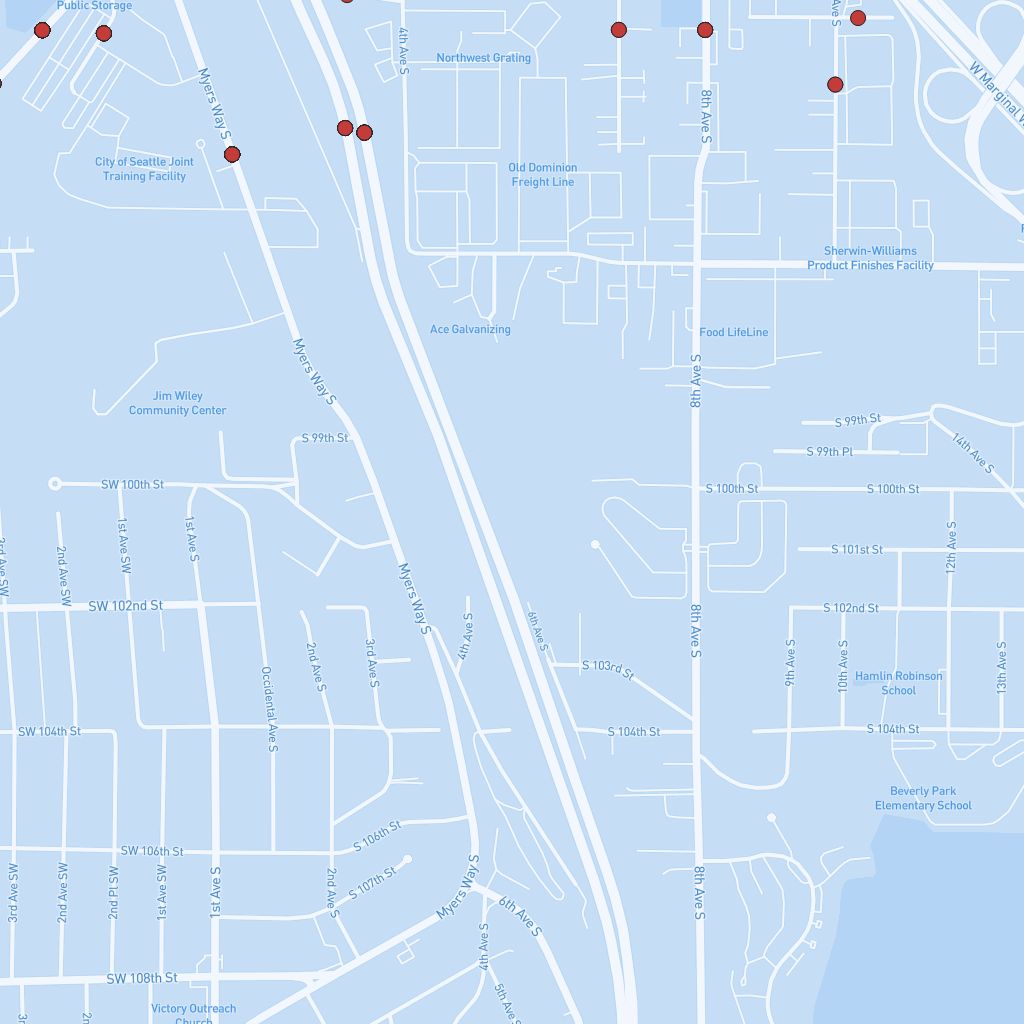 Public Storage
Myers Way S
4th Ave S
Northwest Grating
8th Ave S
Ave S
W Marginal W
City of Seattle Joint
Training Facility
Old Dominion
Freight Line
Sherwin-Williams
Product Finishes Facility
Ace Galvanizing
Food LifeLine
Myers Way S
8th Ave S
Jim Wiley
Community Center
S 99th St
S 99th St
S 99th Pl
14th Ave S
SW 100th St
S 100th St
S 100th St
3rd Ave SW
2nd Ave SW
1st Ave SW
1st Ave S
S 101st St
12th Ave S
Myers Way S
SW 102nd St
S 102nd St
4th Ave S
6th Ave S
8th Ave S
2nd Ave S
3rd Ave S
S 103rd St
9th Ave S
10th Ave S
13th Ave S
Hamlin Robinson
School
Occidental Ave S
SW 104th St
S 104th St
S 104th St
Beverly Park
Elementary School
SW 106th St
S 106th St
S 107th St
3rd Ave SW
2nd Ave SW
2nd Pl SW
1st Ave SW
1st Ave S
2nd Ave S
Myers Way S
6th Ave S
8th Ave S
4th Ave S
5th Ave S
SW 108th St
Victory Outreach
Church